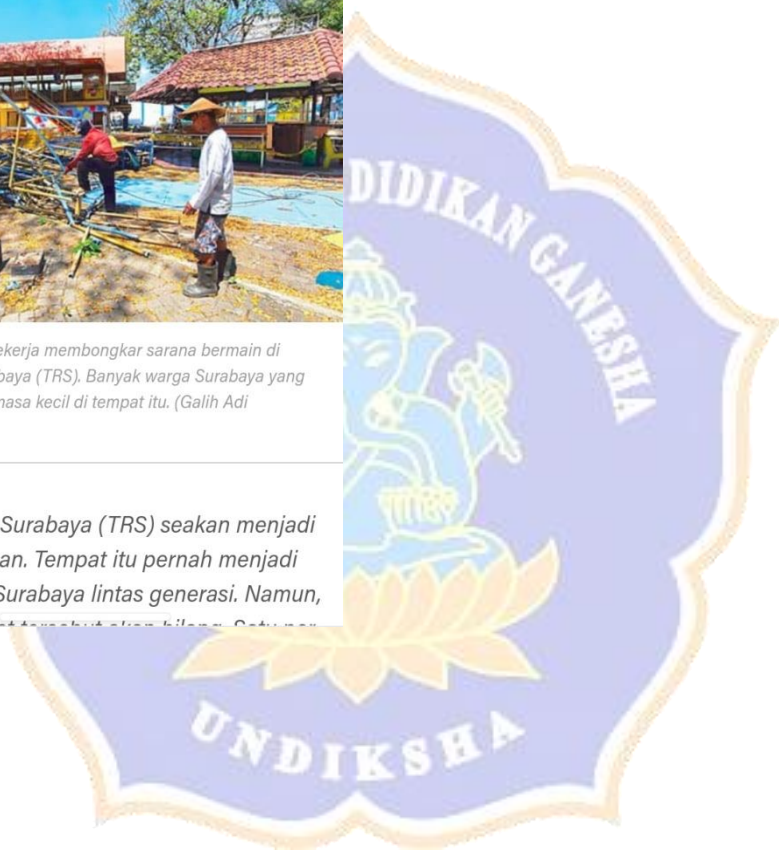 DIDIKAN GANESHA
ekerja membongkar sarana bermain di
baya (TRS). Banyak warga Surabaya yang
nasa kecil di tempat itu. (Galih Adi
Surabaya (TRS) seakan menjadi
an. Tempat itu pernah menjadi
Surabaya lintas generasi. Namun,
UNDIKSHA